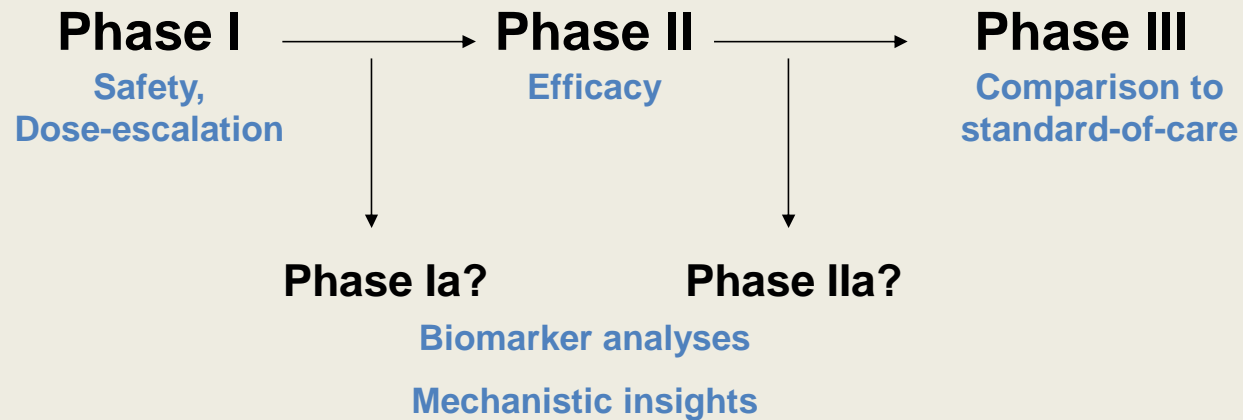 Phase I
Phase II
Phase III
Safety,
Dose-escalation
Efficacy
Comparison to
standard-of-care
Phase Ia?
Phase IIa?
Biomarker analyses
Mechanistic insights